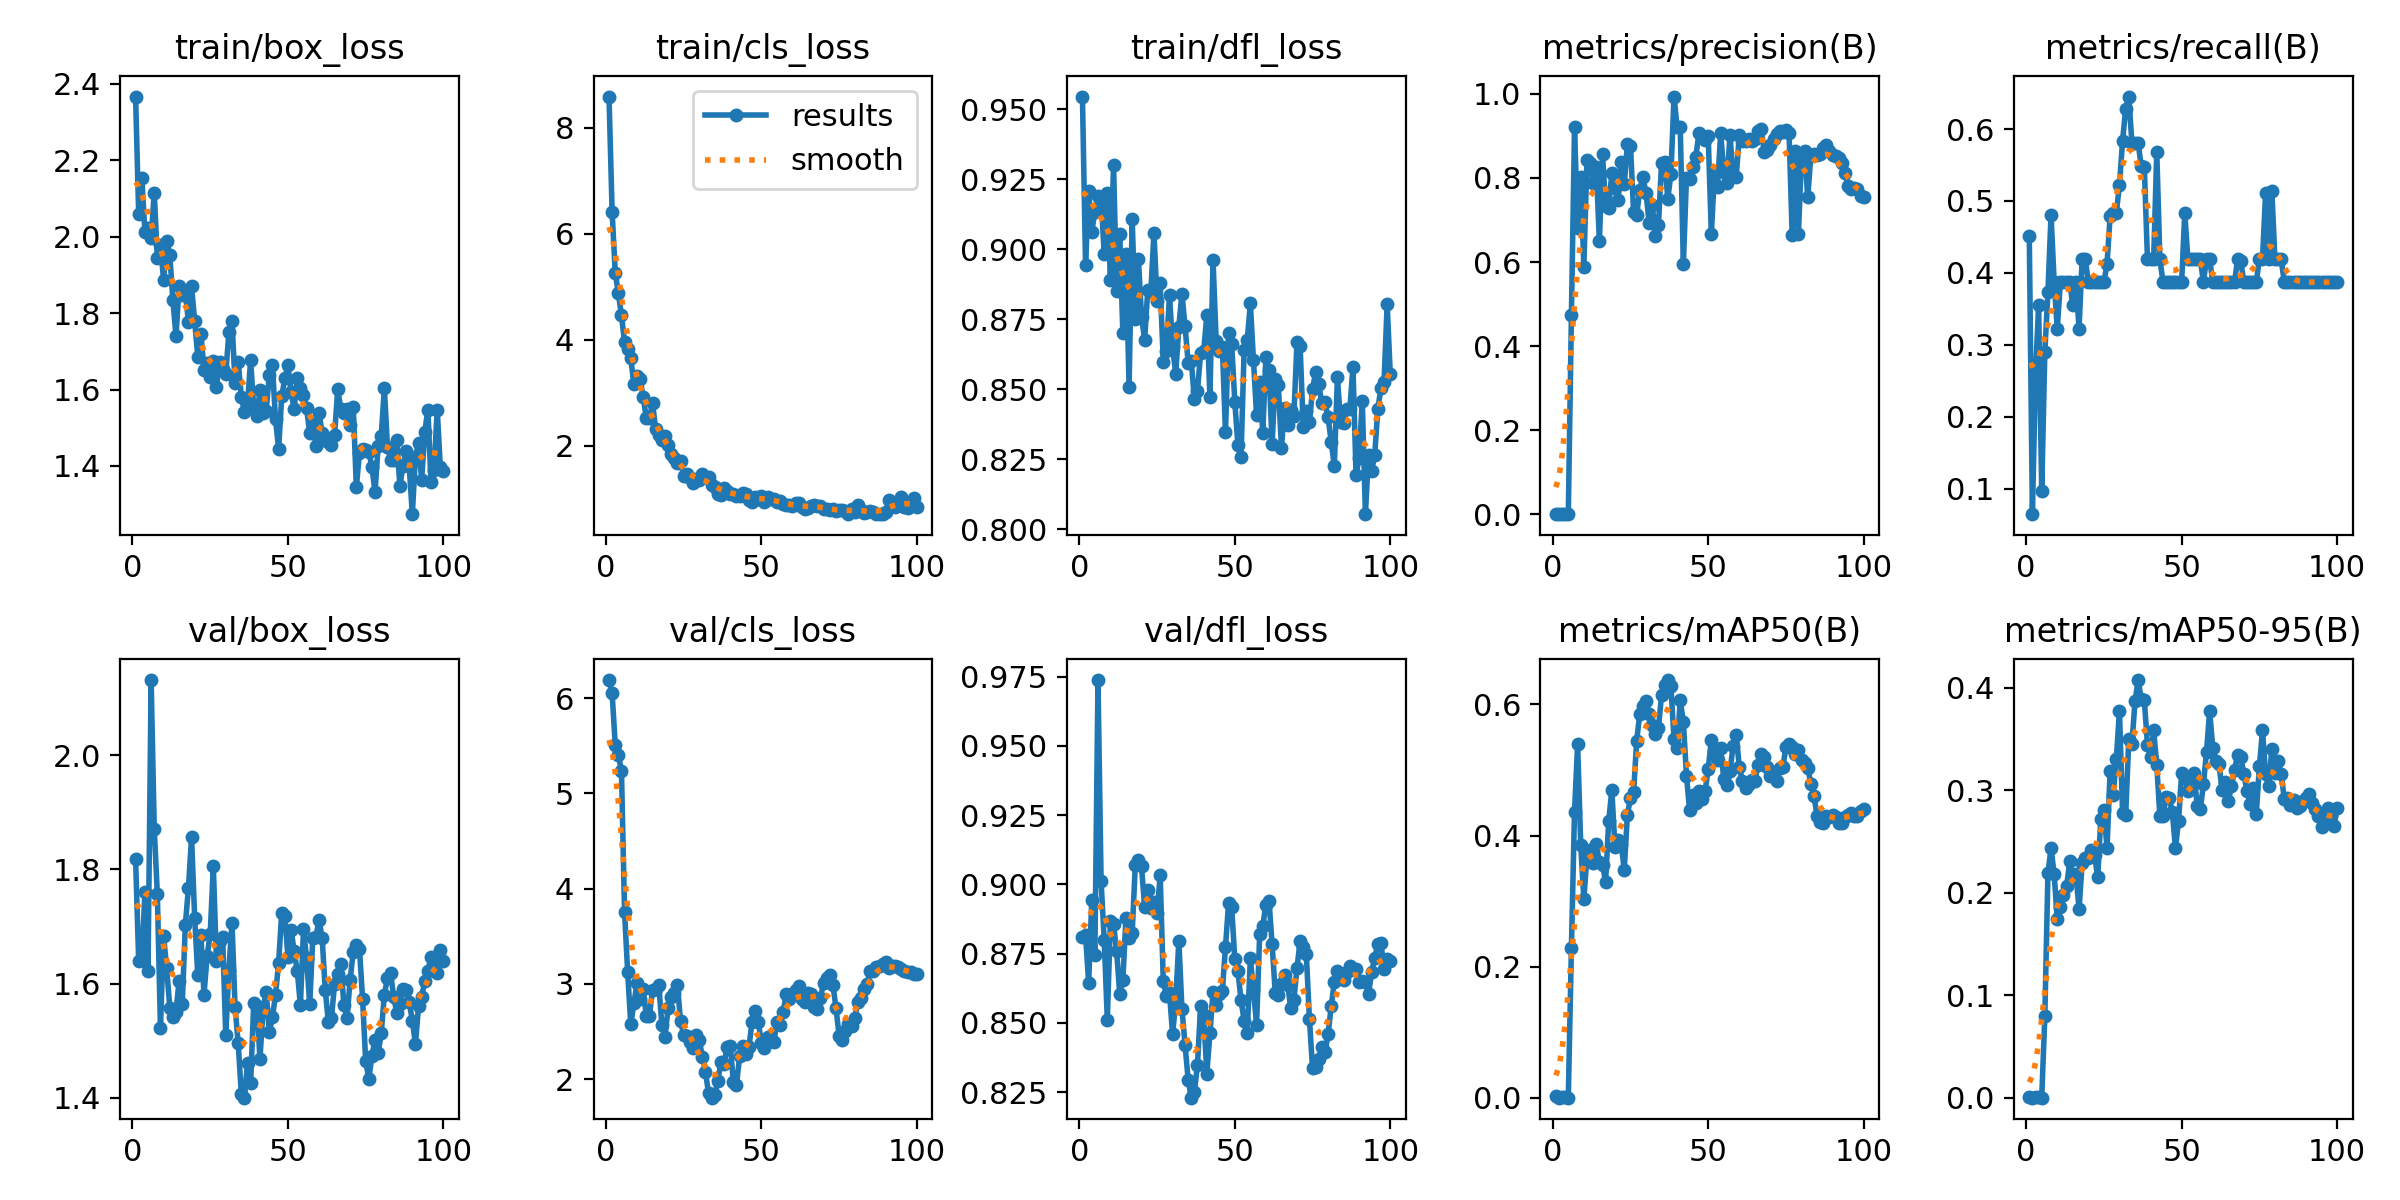 train/box_loss
2.4
2.2
2.0
1.8
1.6
1.4
0 50 100
train/cls_loss
results
smooth
8
6
4
2
0 50 100
train/dfl_loss
0.950
0.925
0.900
0.875
0.850
0.825
0.800
0 50 100
metrics/precision(B)
1.0
0.8
0.6
0.4
0.2
0.0
0 50 100
metrics/recall(B)
0.6
0.5
0.4
0.3
0.2
0.1
0 50 100
val/box_loss
2.0
1.8
1.6
1.4
0 50 100
val/cls_loss
6
5
4
3
2
0 50 100
val/dfl_loss
0.975
0.950
0.925
0.900
0.875
0.850
0.825
0 50 100
metrics/mAP50(B)
0.6
0.4
0.2
0.0
0 50 100
metrics/mAP50-95(B)
0.4
0.3
0.2
0.1
0.0
0 50 100